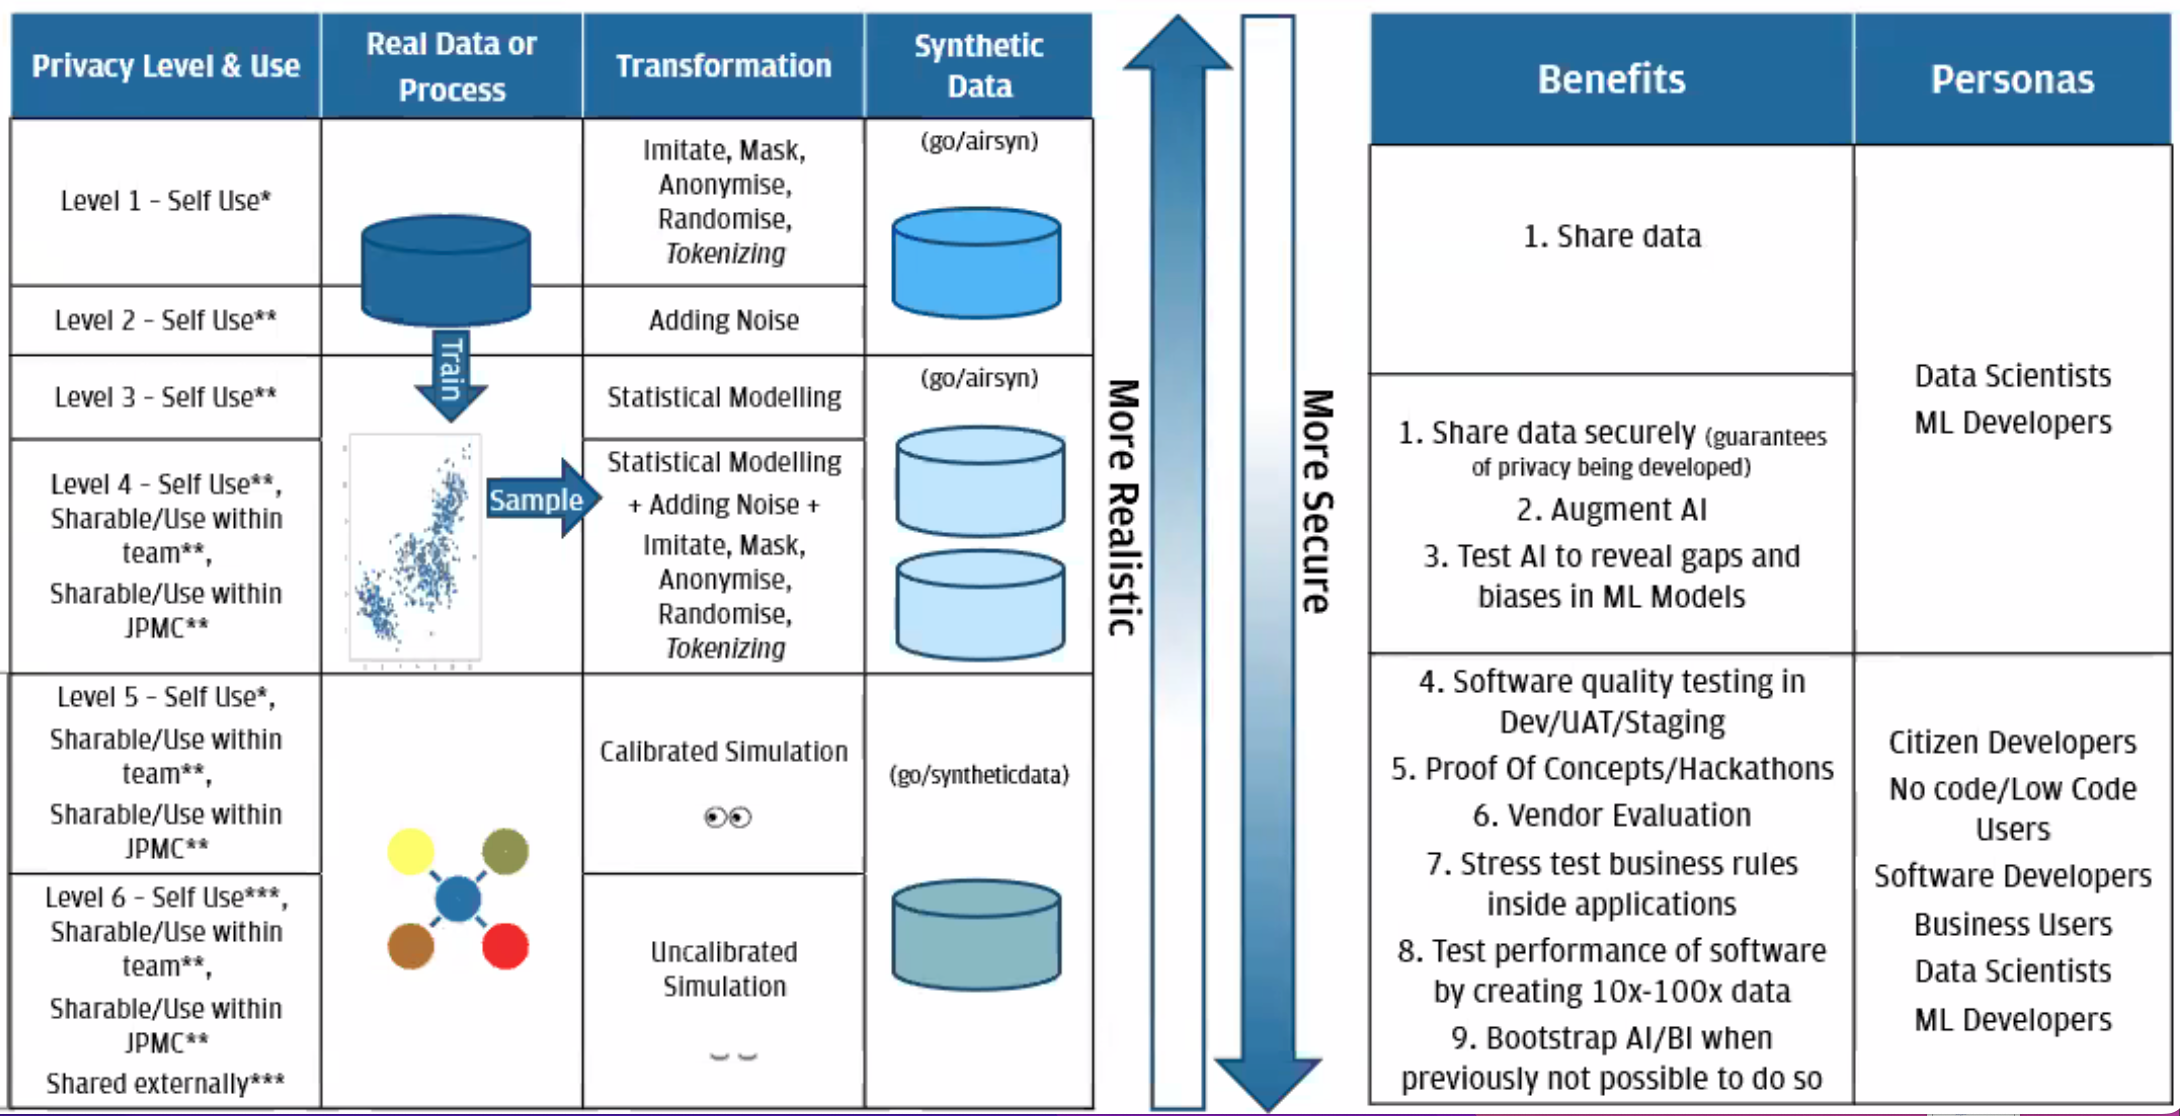 Privacy Level & Use
Real Data or
Process
Transformation
Synthetic
Data
Level 1 - Self Use*
Imitate, Mask,
Anonymise,
Randomise,
Tokenizing
(go/airsyn)
Level 2 - Self Use**
Adding Noise
Train
Level 3 - Self Use**
Statistical Modelling
(go/airsyn)
Level 4 - Self Use**,
Sharable/Use within
team**,
Sharable/Use within
JPMC**
Sample
Statistical Modelling
+ Adding Noise +
Imitate, Mask,
Anonymise,
Randomise,
Tokenizing
Level 5 - Self Use*,
Sharable/Use within
team**,
Sharable/Use within
JPMC**
Calibrated Simulation
(go/syntheticdata)
Level 6 - Self Use***,
Sharable/Use within
team**,
Sharable/Use within
JPMC**
Shared externally***
Uncalibrated
Simulation
More Realistic
More Secure
Benefits
Personas
1. Share data
1. Share data securely (guarantees
of privacy being developed)
2. Augment AI
3. Test AI to reveal gaps and
biases in ML Models
Data Scientists
ML Developers
4. Software quality testing in
Dev/UAT/Staging
5. Proof Of Concepts/Hackathons
6. Vendor Evaluation
7. Stress test business rules
inside applications
8. Test performance of software
by creating 10x-100x data
9. Bootstrap AI/BI when
previously not possible to do so
Citizen Developers
No code/Low Code
Users
Software Developers
Business Users
Data Scientists
ML Developers